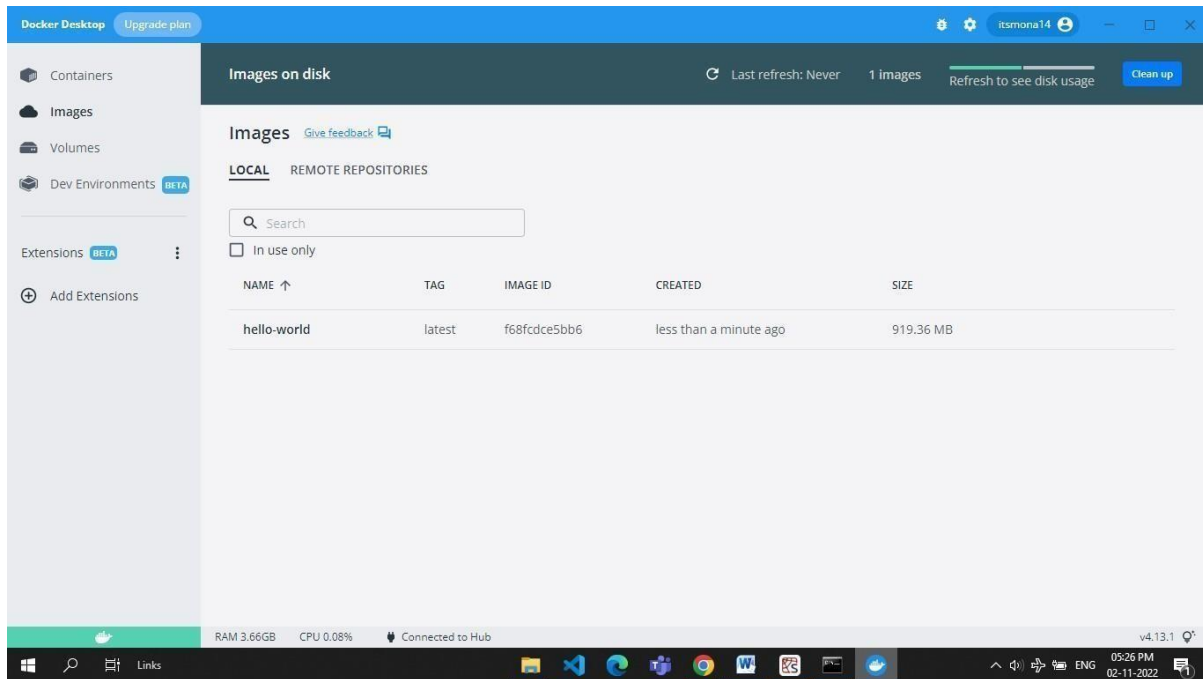 Docker Desktop Upgrade plan itsmona14
Containers
Images
Volumes
Dev Environments BETA
Extensions BETA
Add Extensions
Images on disk Last refresh: Never 1 images Refresh to see disk usage Clean up
Images Give feedback
LOCAL REMOTE REPOSITORIES
Search
In use only
NAME TAG IMAGE ID CREATED SIZE
hello-world latest f68fcdce5bb6 less than a minute ago 919.36 MB
RAM 3.66GB CPU 0.08% Connected to Hub v4.13.1
Links ENG 05:26 PM
02-11-2022